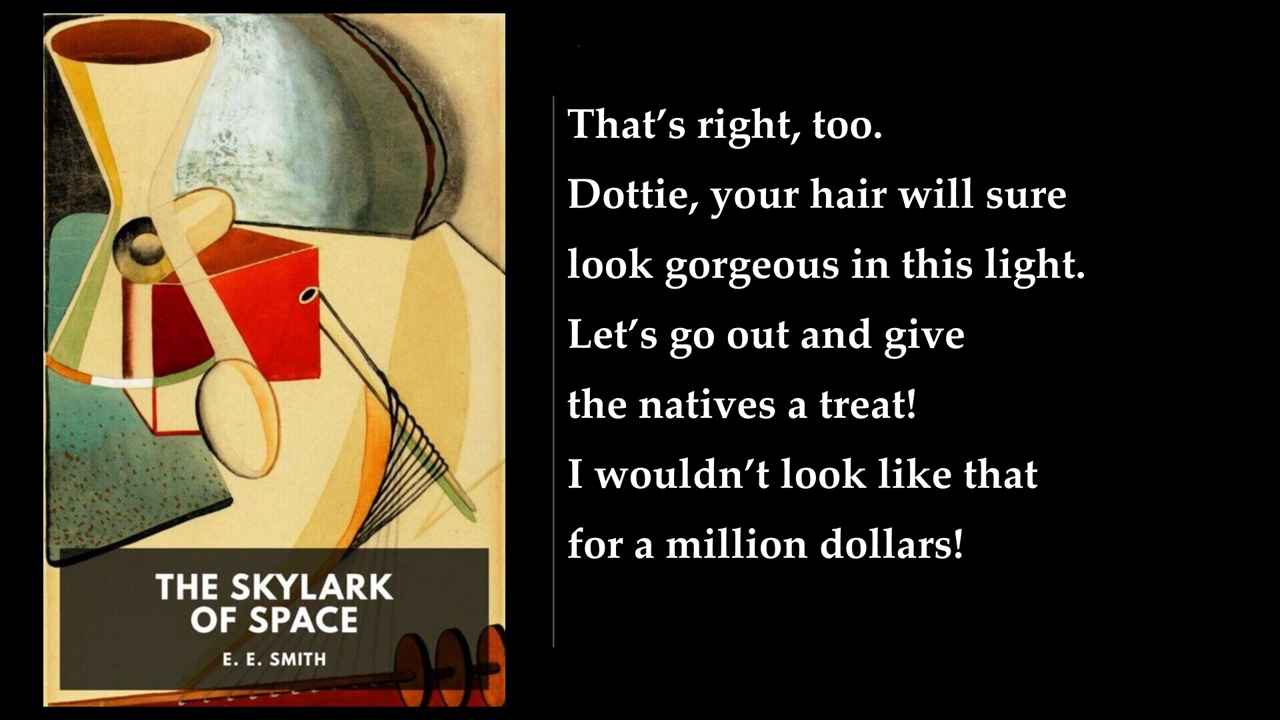 THE SKYLARK
OF SPACE
E. E. SMITH
That’s right, too.
Dottie, your hair will sure
look gorgeous in this light.
Let’s go out and give
the natives a treat!
I wouldn’t look like that
for a million dollars!